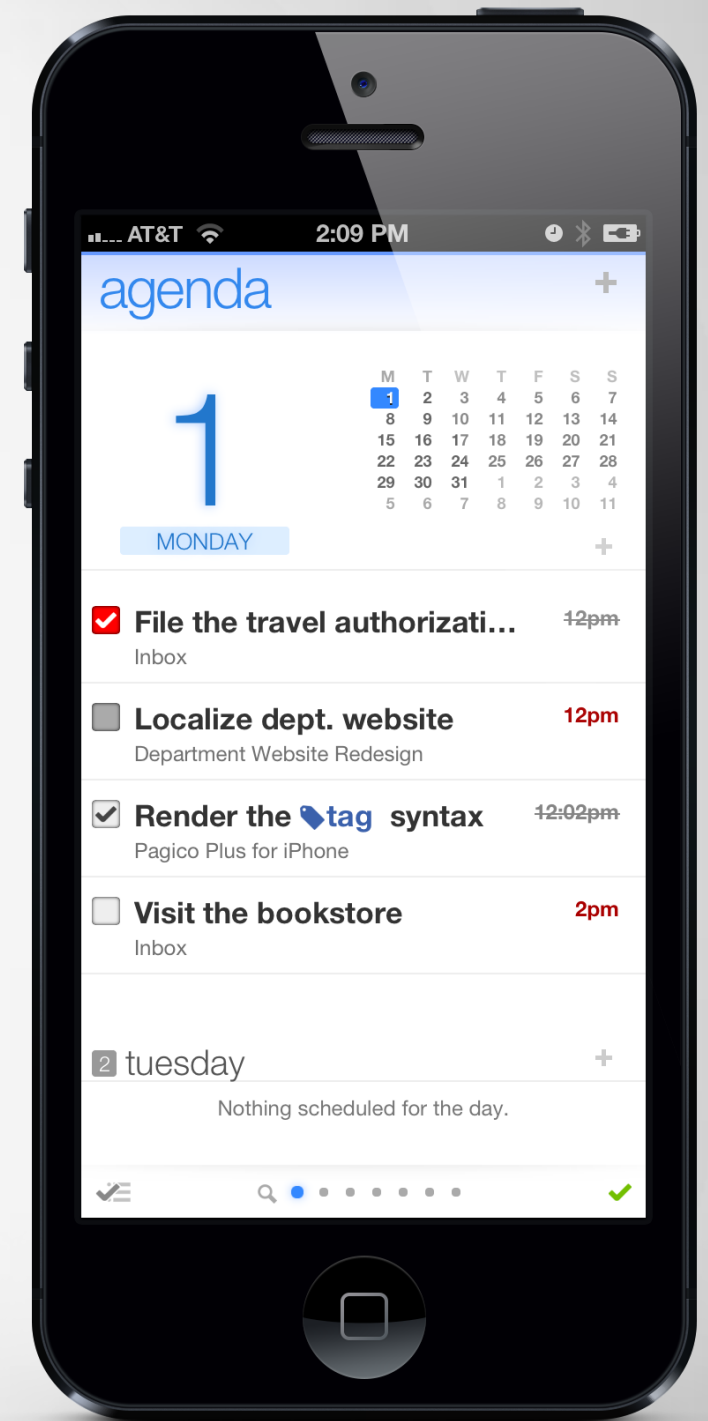 AT&T 2:09 PM
agenda
1
MONDAY
M T W T F S S
1 2 3 4 5 6 7
8 9 10 11 12 13 14
15 16 17 18 19 20 21
22 23 24 25 26 27 28
29 30 31 1 2 3 4
5 6 7 8 9 10 11
File the travel authorizati... 12pm
Inbox
Localize dept. website 12pm
Department Website Redesign
Render the tag syntax 12:02pm
Pagico Plus for iPhone
Visit the bookstore 2pm
Inbox
2 tuesday
Nothing scheduled for the day.